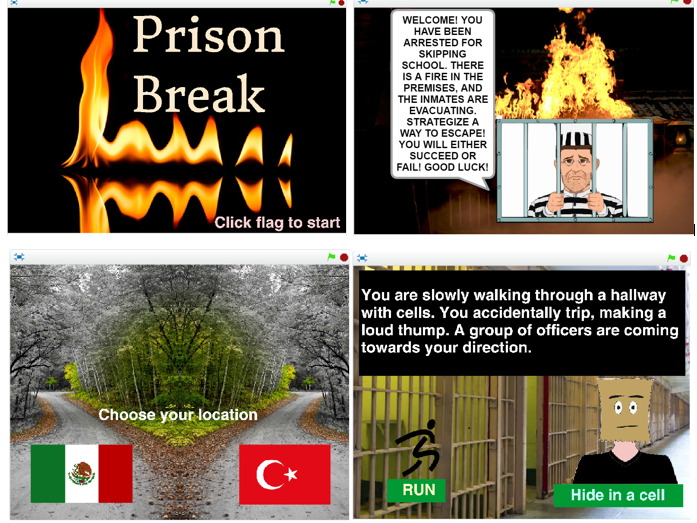 Prison
Break
Click flag to start
WELCOME! YOU
HAVE BEEN
ARRESTED FOR
SKIPPING
SCHOOL. THERE
IS A FIRE IN THE
PREMISES, AND
THE INMATES ARE
EVACUATING.
STRATEGIZE A
WAY TO ESCAPE!
YOU WILL EITHER
SUCCEED OR
FAIL! GOOD LUCK!
Choose your location
You are slowly walking through a hallway
with cells. You accidentally trip, making a
loud thump. A group of officers are coming
towards your direction.
RUN
Hide in a cell